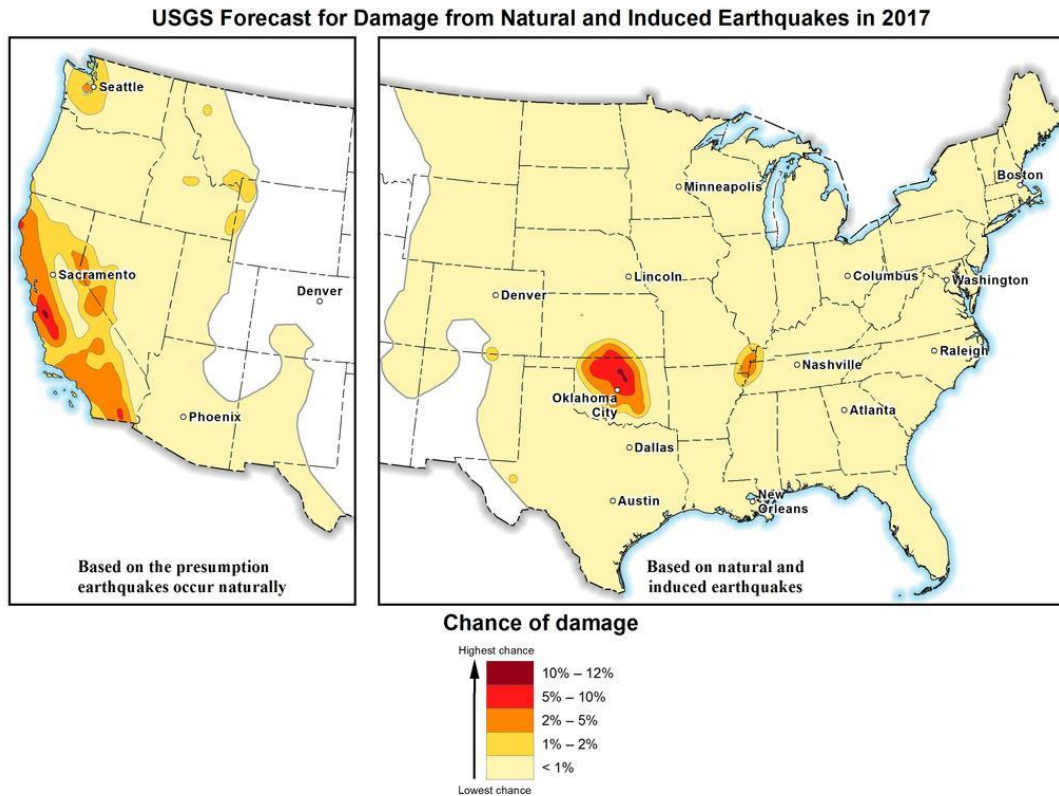 USGS Forecast for Damage from Natural and Induced Earthquakes in 2017
Seattle
Sacramento
Denver
Phoenix
Based on the presumption
earthquakes occur naturally
Minneapolis
Boston
Lincoln
Columbus
Washington
Denver
Raleigh
Nashville
Oklahoma
City
Atlanta
Dallas
Austin
New
Orleans
Based on natural and
induced earthquakes
Chance of damage
Highest chance
10% – 12%
5% – 10%
2% – 5%
1% – 2%
< 1%
Lowest chance